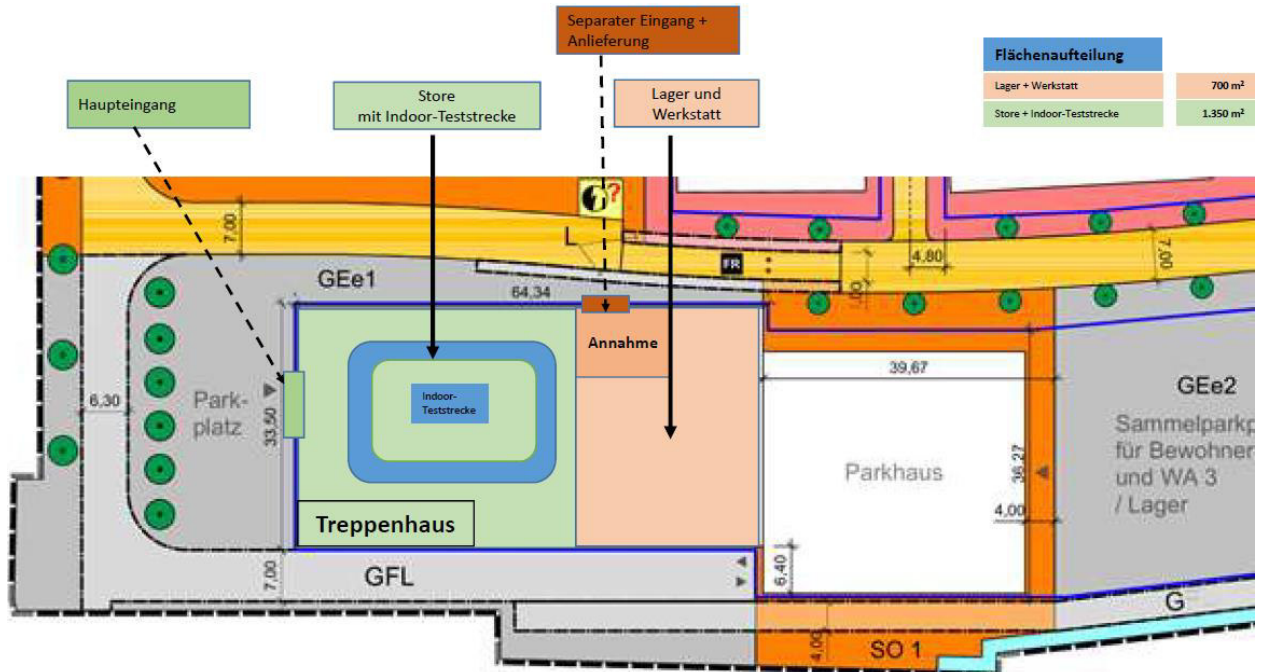 Separater Eingang +
Anlieferung
Flächenaufteilung
Lager + Werkstatt 700 m²
Store + Indoor-Teststrecke 1.350 m²
Haupteingang
Store
mit Indoor-Teststrecke
Lager und
Werkstatt
?
7,00
GEe1
64,34
FR
4,80
7,00
Annahme
39,67
GEe2
6,30
Park-
platz
33,50
Indoor-
Teststrecke
Sammelparkp
für Bewohner
und WA 3
/ Lager
Parkhaus
36,27
4,00
Treppenhaus
7,00
GFL
6,40
G
4,00
SO 1